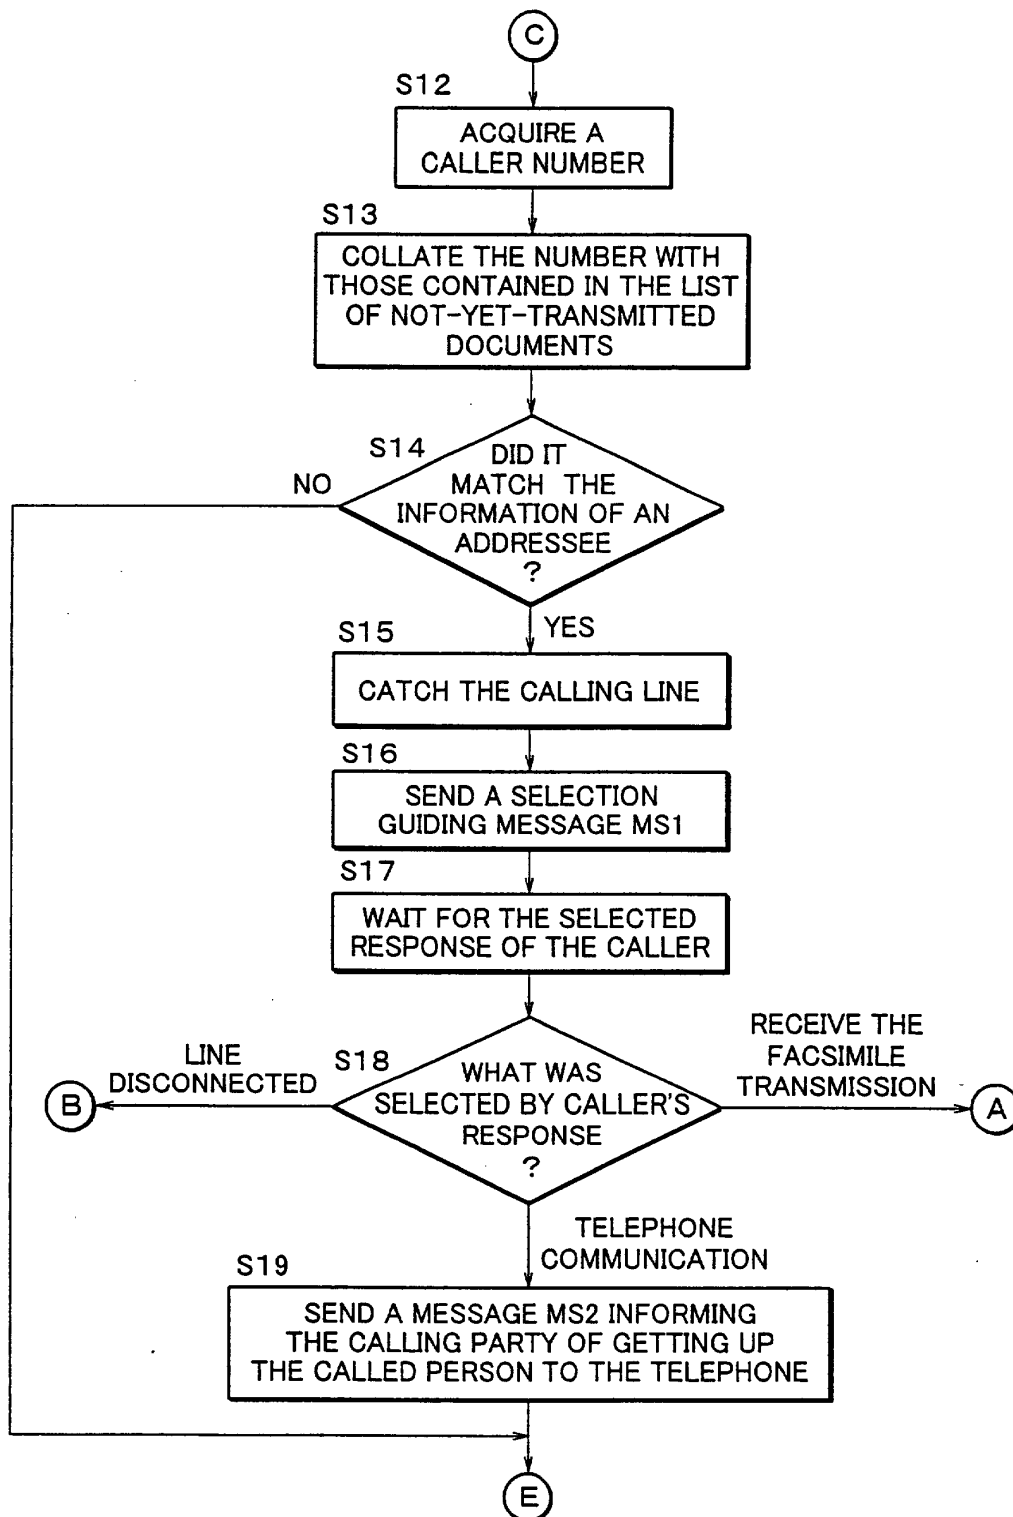 C
S12
ACQUIRE A
CALLER NUMBER
S13
COLLATE THE NUMBER WITH
THOSE CONTAINED IN THE LIST
OF NOT-YET-TRANSMITTED
DOCUMENTS
S14
DID IT
MATCH THE
INFORMATION OF AN
ADDRESSEE
?
NO
YES
S15
CATCH THE CALLING LINE
S16
SEND A SELECTION
GUIDING MESSAGE MS1
S17
WAIT FOR THE SELECTED
RESPONSE OF THE CALLER
S18
WHAT WAS
SELECTED BY CALLER'S
RESPONSE
?
LINE
DISCONNECTED
B
RECEIVE THE
FACSIMILE
TRANSMISSION
A
TELEPHONE
COMMUNICATION
S19
SEND A MESSAGE MS2 INFORMING
THE CALLING PARTY OF GETTING UP
THE CALLED PERSON TO THE TELEPHONE
E